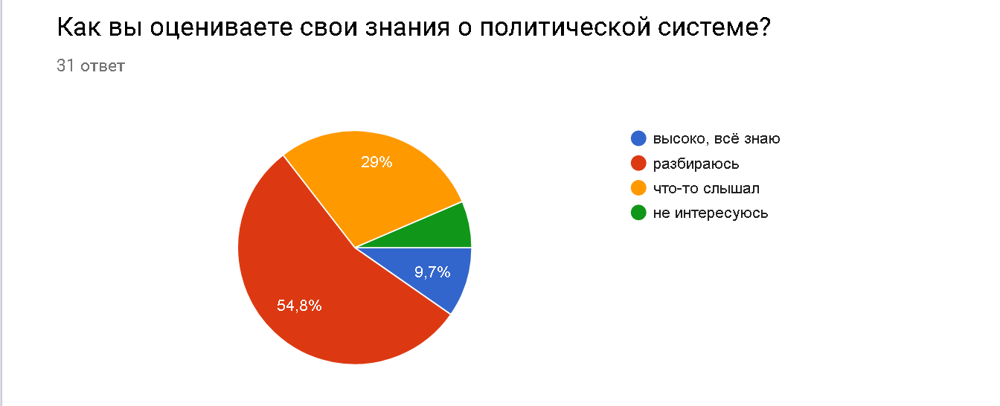 Как вы оцениваете свои знания о политической системе?
31 ответ
29%
9,7%
54,8%
высоко, всё знаю
разбираюсь
что-то слышал
не интересуюсь